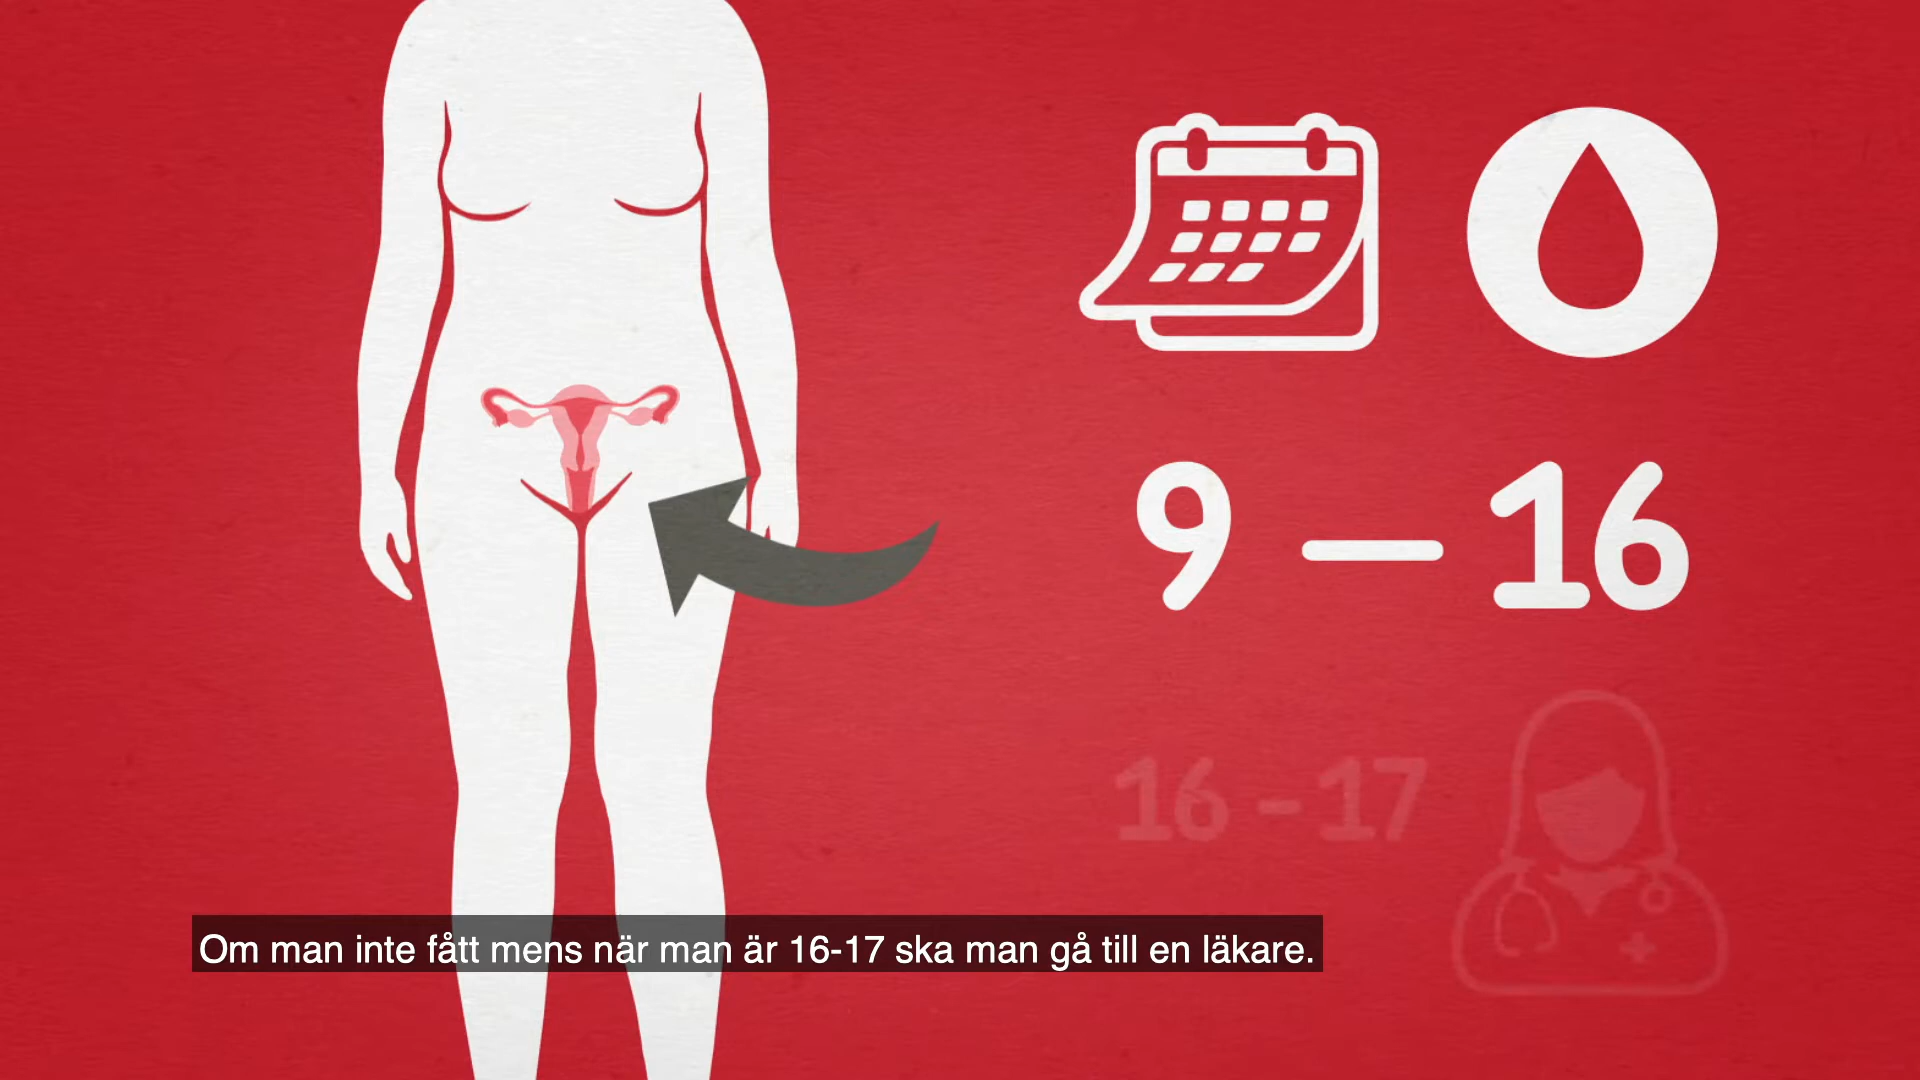 9 – 16
16 - 17
Om man inte fått mens när man är 16-17 ska man gå till en läkare.